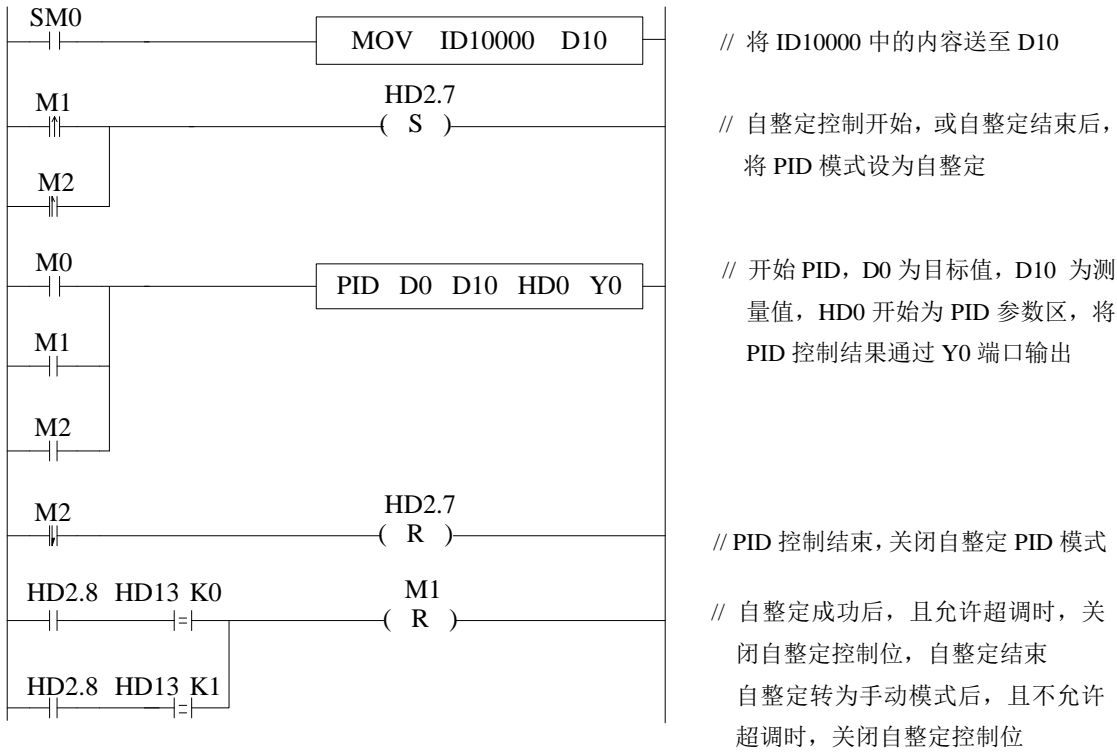 SM0
MOV ID10000 D10
// 将 ID10000 中的内容送至 D10
M1
HD2.7
( S )
// 自整定控制开始，或自整定结束后，
将 PID 模式设为自整定
M2
M0
PID D0 D10 HD0 Y0
// 开始 PID，D0 为目标值，D10 为测
量值，HD0 开始为 PID 参数区，将
PID 控制结果通过 Y0 端口输出
M1
M2
M2
HD2.7
( R )
// PID 控制结束，关闭自整定 PID 模式
HD2.8 HD13 K0
=
M1
( R )
// 自整定成功后，且允许超调时，关
闭自整定控制位，自整定结束
HD2.8 HD13 K1
=
自整定转为手动模式后，且不允许
超调时，关闭自整定控制位